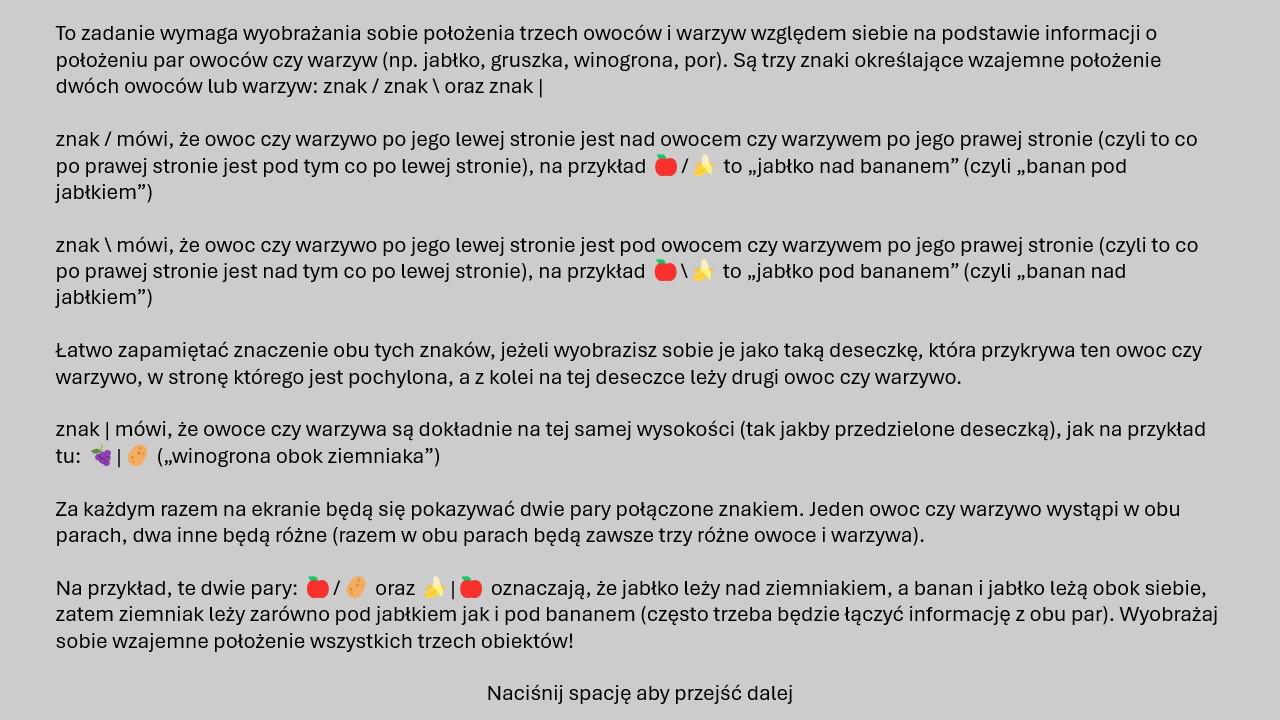 To zadanie wymaga wyobrażania sobie położenia trzech owoców i warzyw względem siebie na podstawie informacji o
położeniu par owoców czy warzyw (np. jabłko, gruszka, winogrona, por). Są trzy znaki określające wzajemne położenie
dwóch owoców lub warzyw: znak / znak \ oraz znak |
znak / mówi, że owoc czy warzywo po jego lewej stronie jest nad owocem czy warzywem po jego prawej stronie (czyli to co
po prawej stronie jest pod tym co po lewej stronie), na przykład 🍎 / 🍌 to „jabłko nad bananem” (czyli „banan pod
jabłkiem”)
znak \ mówi, że owoc czy warzywo po jego lewej stronie jest pod owocem czy warzywem po jego prawej stronie (czyli to co
po prawej stronie jest nad tym co po lewej stronie), na przykład 🍎 \ 🍌 to „jabłko pod bananem” (czyli „banan nad
jabłkiem”)
Łatwo zapamiętać znaczenie obu tych znaków, jeżeli wyobrazisz sobie je jako taką deseczkę, która przykrywa ten owoc czy
warzywo, w stronę którego jest pochylona, a z kolei na tej deseczce leży drugi owoc czy warzywo.
znak | mówi, że owoce czy warzywa są dokładnie na tej samej wysokości (tak jakby przedzielone deseczką), jak na przykład
tu: 🍇 | 🥔 („winogrona obok ziemniaka”)
Za każdym razem na ekranie będą się pokazywać dwie pary połączone znakiem. Jeden owoc czy warzywo wystąpi w obu
parach, dwa inne będą różne (razem w obu parach będą zawsze trzy różne owoce i warzywa).
Na przykład, te dwie pary: 🍎 / 🥔 oraz 🍌 | 🍎 oznaczają, że jabłko leży nad ziemniakiem, a banan i jabłko leżą obok siebie,
zatem ziemniak leży zarówno pod jabłkiem jak i pod bananem (często trzeba będzie łączyć informację z obu par). Wyobrażaj
sobie wzajemne położenie wszystkich trzech obiektów!
Naciśnij spację aby przejść dalej